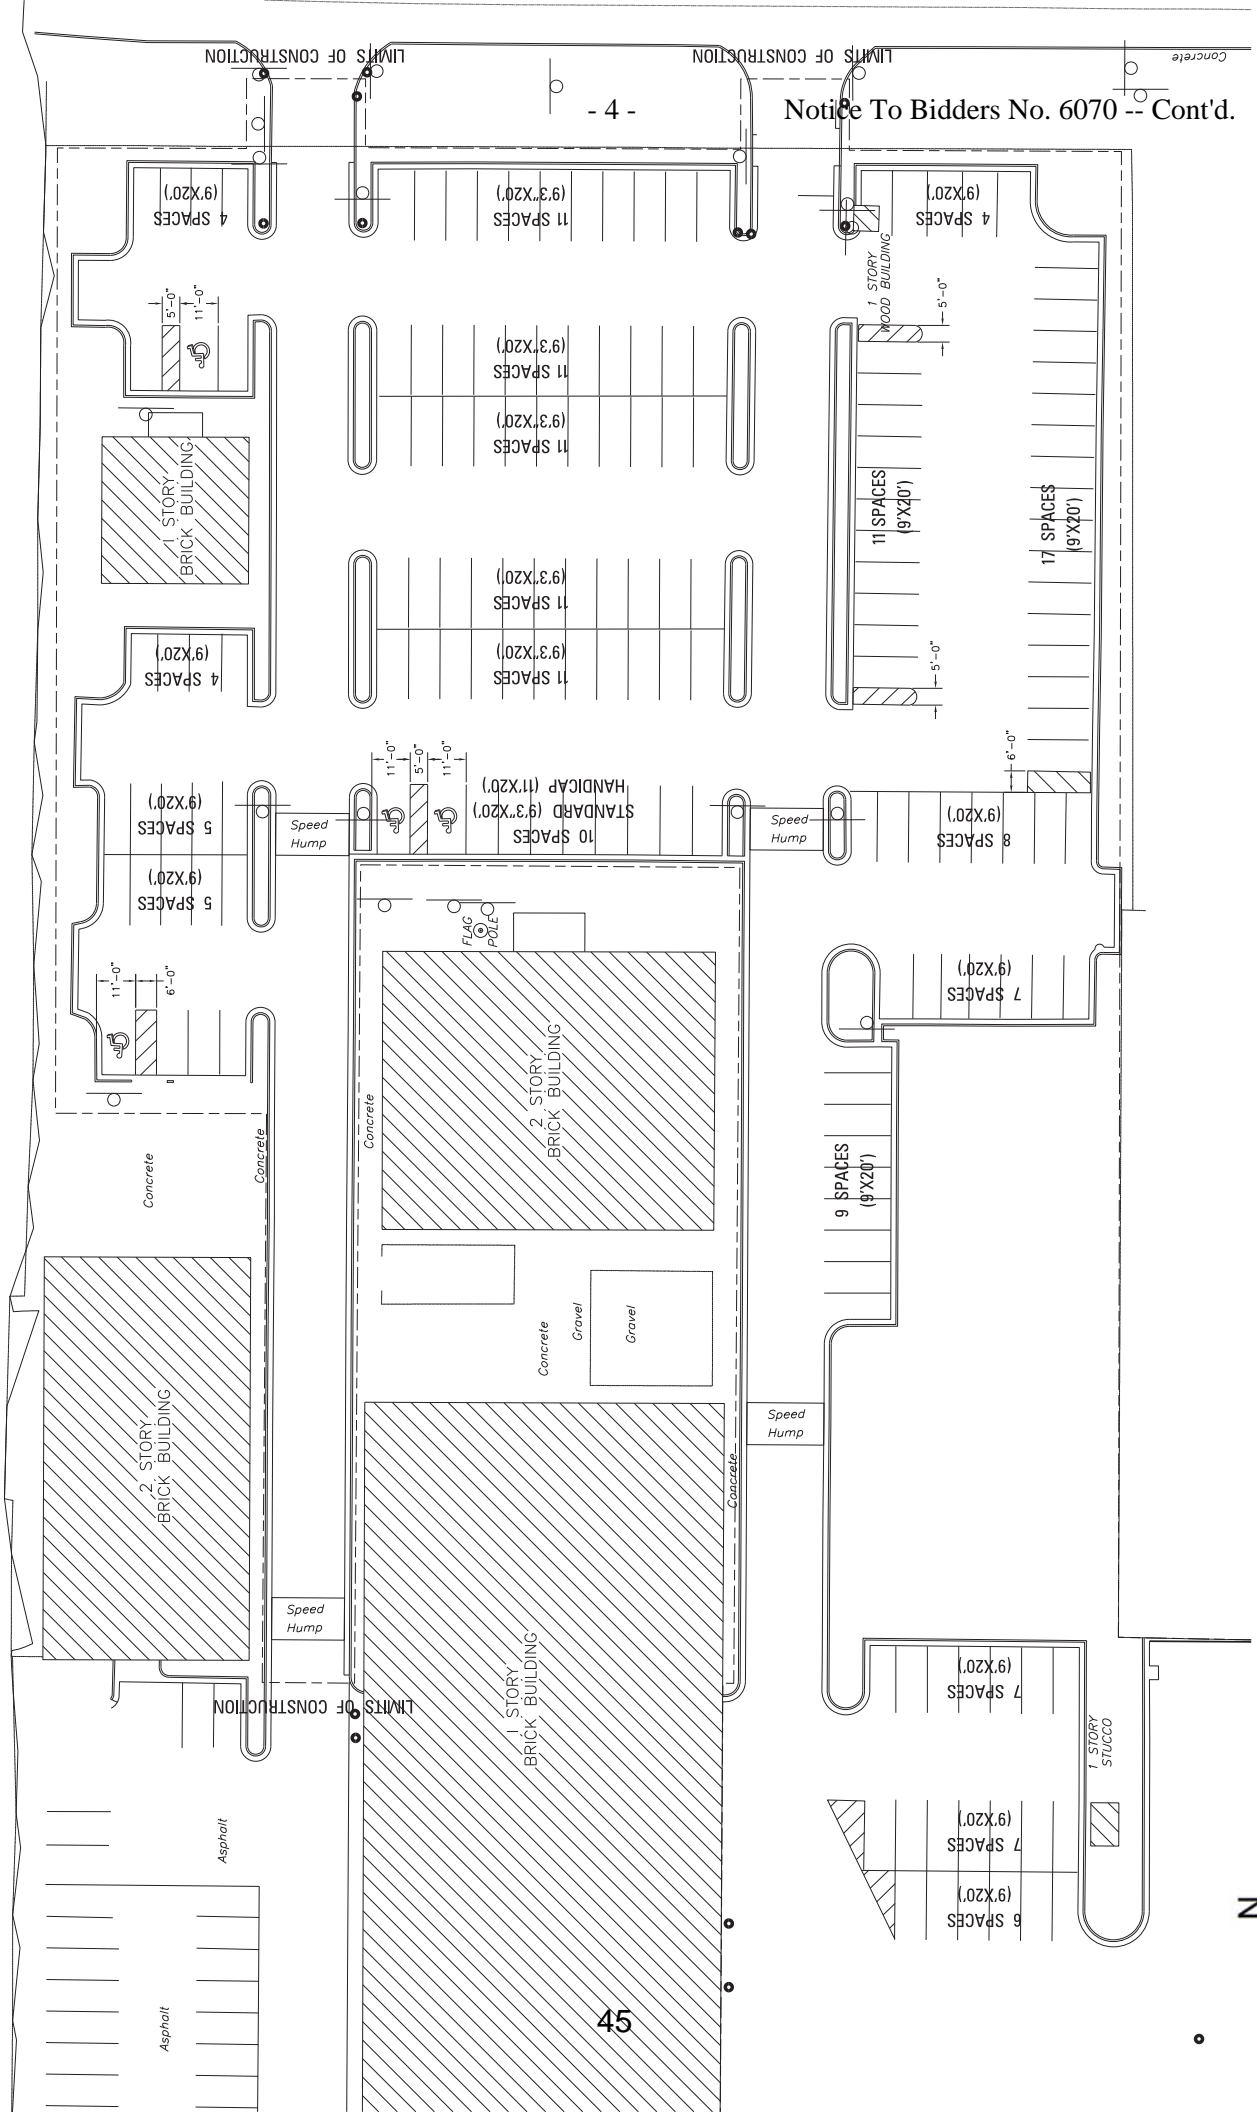 LIMITS OF CONSTRUCTION
LIMITS OF CONSTRUCTION
Concrete
- 4 -
Notice To Bidders No. 6070 -- Cont'd.
4 SPACES
(9'X20')
11 SPACES
(9'3"X20')
4 SPACES
(9'X20')
1 STORY
WOOD BUILDING
5'-0"
11'-0"
5'-0"
11 SPACES
(9'3"X20')
11 SPACES
(9'3"X20')
1 STORY
BRICK BUILDING
11 SPACES
(9'X20')
17 SPACES
(9'X20')
11 SPACES
(9'3"X20')
11 SPACES
(9'3"X20')
4 SPACES
(9'X20')
5'-0"
6'-0"
11'-0"
5'-0"
11'-0"
10 SPACES
STANDARD (9'3"X20')
HANDICAP (11'X20')
5 SPACES
(9'X20')
5 SPACES
(9'X20')
Speed
Hump
Speed
Hump
8 SPACES
(9'X20')
FLAG
POLE
11'-0"
6'-0"
7 SPACES
(9'X20')
2 STORY
BRICK BUILDING
Concrete
Concrete
Concrete
9 SPACES
(9'X20')
Concrete
Gravel
Gravel
2 STORY
BRICK BUILDING
Speed
Hump
Concrete
Speed
Hump
1 STORY
BRICK BUILDING
LIMITS OF CONSTRUCTION
7 SPACES
(9'X20')
1 STORY
STUCCO
7 SPACES
(9'X20')
6 SPACES
(9'X20')
Asphalt
Asphalt
N
45